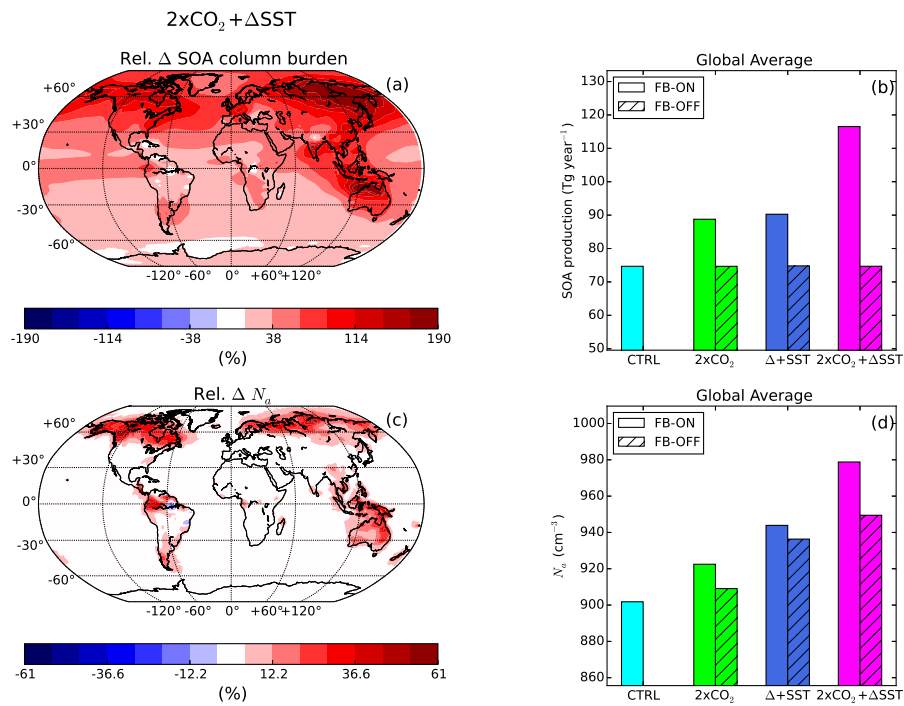 2xCO₂+ΔSST
Rel. Δ SOA column burden
(a)
+60°
+30°
0°
-30°
-60°
-120° -60° 0° +60° +120°
-190 -114 -38 38 114 190
(%)
Global Average
(b)
FB-ON
FB-OFF
SOA production (Tg year⁻¹)
130
120
110
100
90
80
70
60
50
CTRL 2xCO₂ Δ+SST 2xCO₂+ΔSST
Rel. Δ Nₐ
(c)
+60°
+30°
0°
-30°
-60°
-120° -60° 0° +60° +120°
-61 -36.6 -12.2 12.2 36.6 61
(%)
Global Average
(d)
FB-ON
FB-OFF
Nₐ (cm⁻³)
1000
980
960
940
920
900
880
860
CTRL 2xCO₂ Δ+SST 2xCO₂+ΔSST